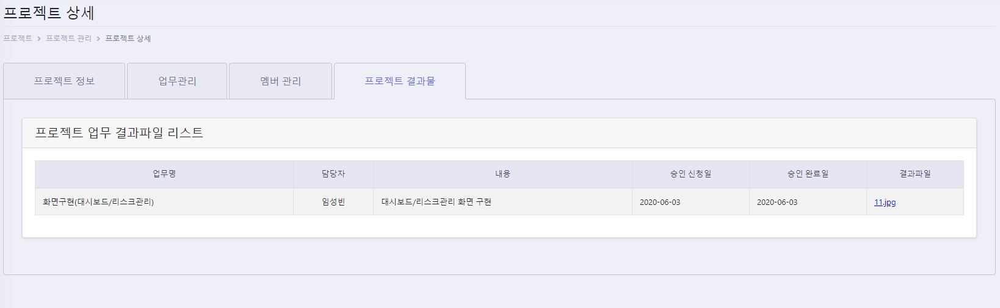 프로젝트 상세
프로젝트 > 프로젝트 관리 > 프로젝트 상세
프로젝트 정보 업무관리 멤버 관리 프로젝트 결과물
프로젝트 업무 결과파일 리스트
업무명 담당자 내용 승인 신청일 승인 완료일 결과파일
화면구현(대시보드/리스크관리) 임성빈 대시보드/리스크관리 화면 구현 2020-06-03 2020-06-03 11.jpg